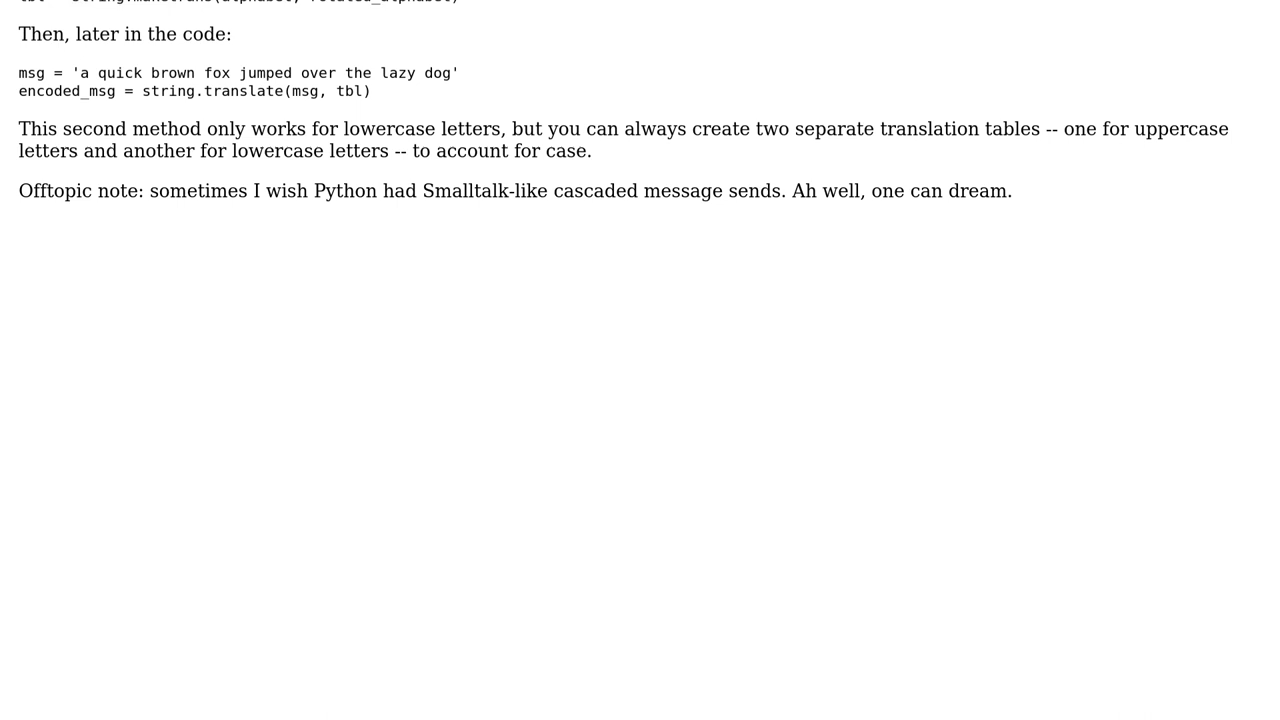 Then, later in the code:
msg = 'a quick brown fox jumped over the lazy dog'
encoded_msg = string.translate(msg, tbl)
This second method only works for lowercase letters, but you can always create two separate translation tables -- one for uppercase
letters and another for lowercase letters -- to account for case.
Offtopic note: sometimes I wish Python had Smalltalk-like cascaded message sends. Ah well, one can dream.